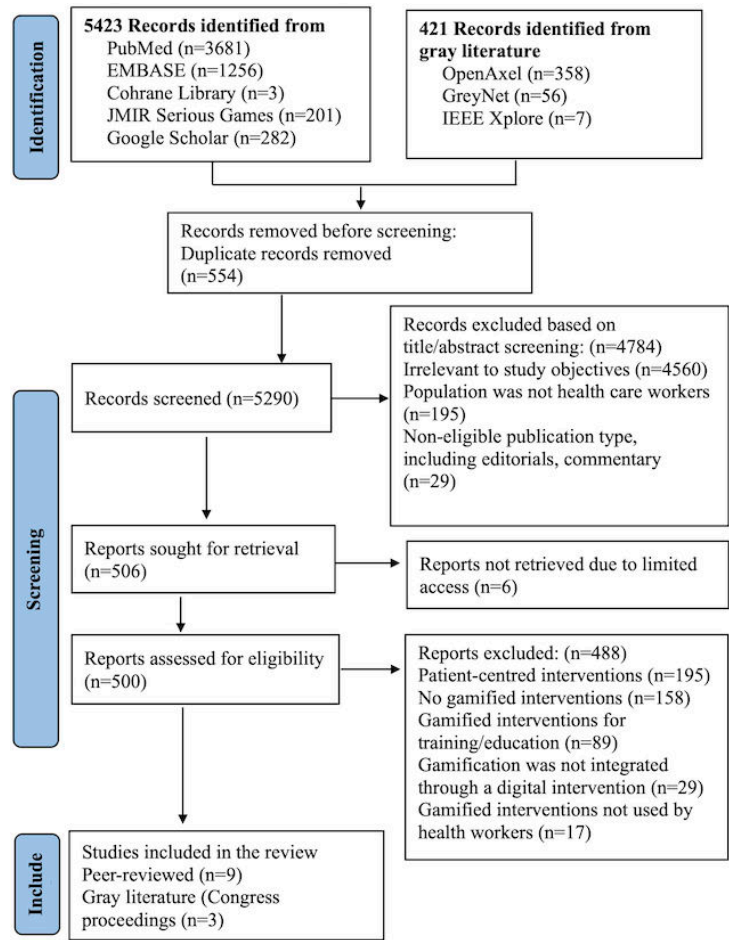 Identification
5423 Records identified from
PubMed (n=3681)
EMBASE (n=1256)
Cohrane Library (n=3)
JMIR Serious Games (n=201)
Google Scholar (n=282)
421 Records identified from
gray literature
OpenAxel (n=358)
GreyNet (n=56)
IEEE Xplore (n=7)
Records removed before screening:
Duplicate records removed
(n=554)
Screening
Records screened (n=5290)
Records excluded based on
title/abstract screening: (n=4784)
Irrelevant to study objectives (n=4560)
Population was not health care workers
(n=195)
Non-eligible publication type,
including editorials, commentary
(n=29)
Reports sought for retrieval
(n=506)
Reports not retrieved due to limited
access (n=6)
Reports assessed for eligibility
(n=500)
Reports excluded: (n=488)
Patient-centred interventions (n=195)
No gamified interventions (n=158)
Gamified interventions for
training/education (n=89)
Gamification was not integrated
through a digital intervention (n=29)
Gamified interventions not used by
health workers (n=17)
Include
Studies included in the review
Peer-reviewed (n=9)
Gray literature (Congress
proceedings (n=3)